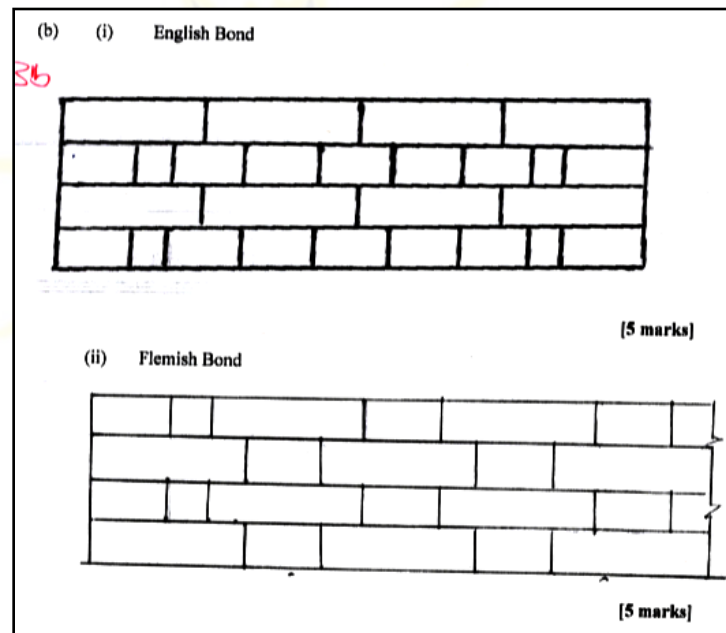 (b) (i) English Bond
3b
[5 marks]
(ii) Flemish Bond
[5 marks]